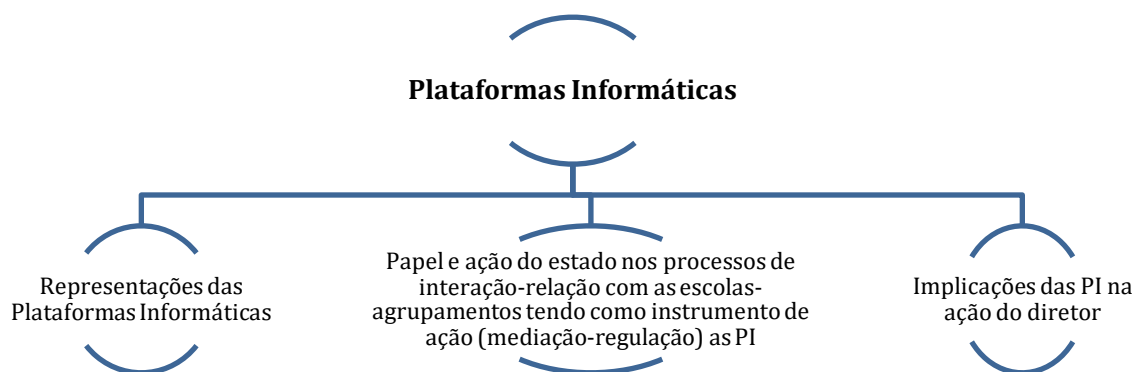 Plataformas Informáticas
Representações das
Plataformas Informáticas
Papel e ação do estado nos processos de
interação-relação com as escolas-
agrupamentos tendo como instrumento de
ação (mediação-regulação) as PI
Implicações das PI na
ação do diretor